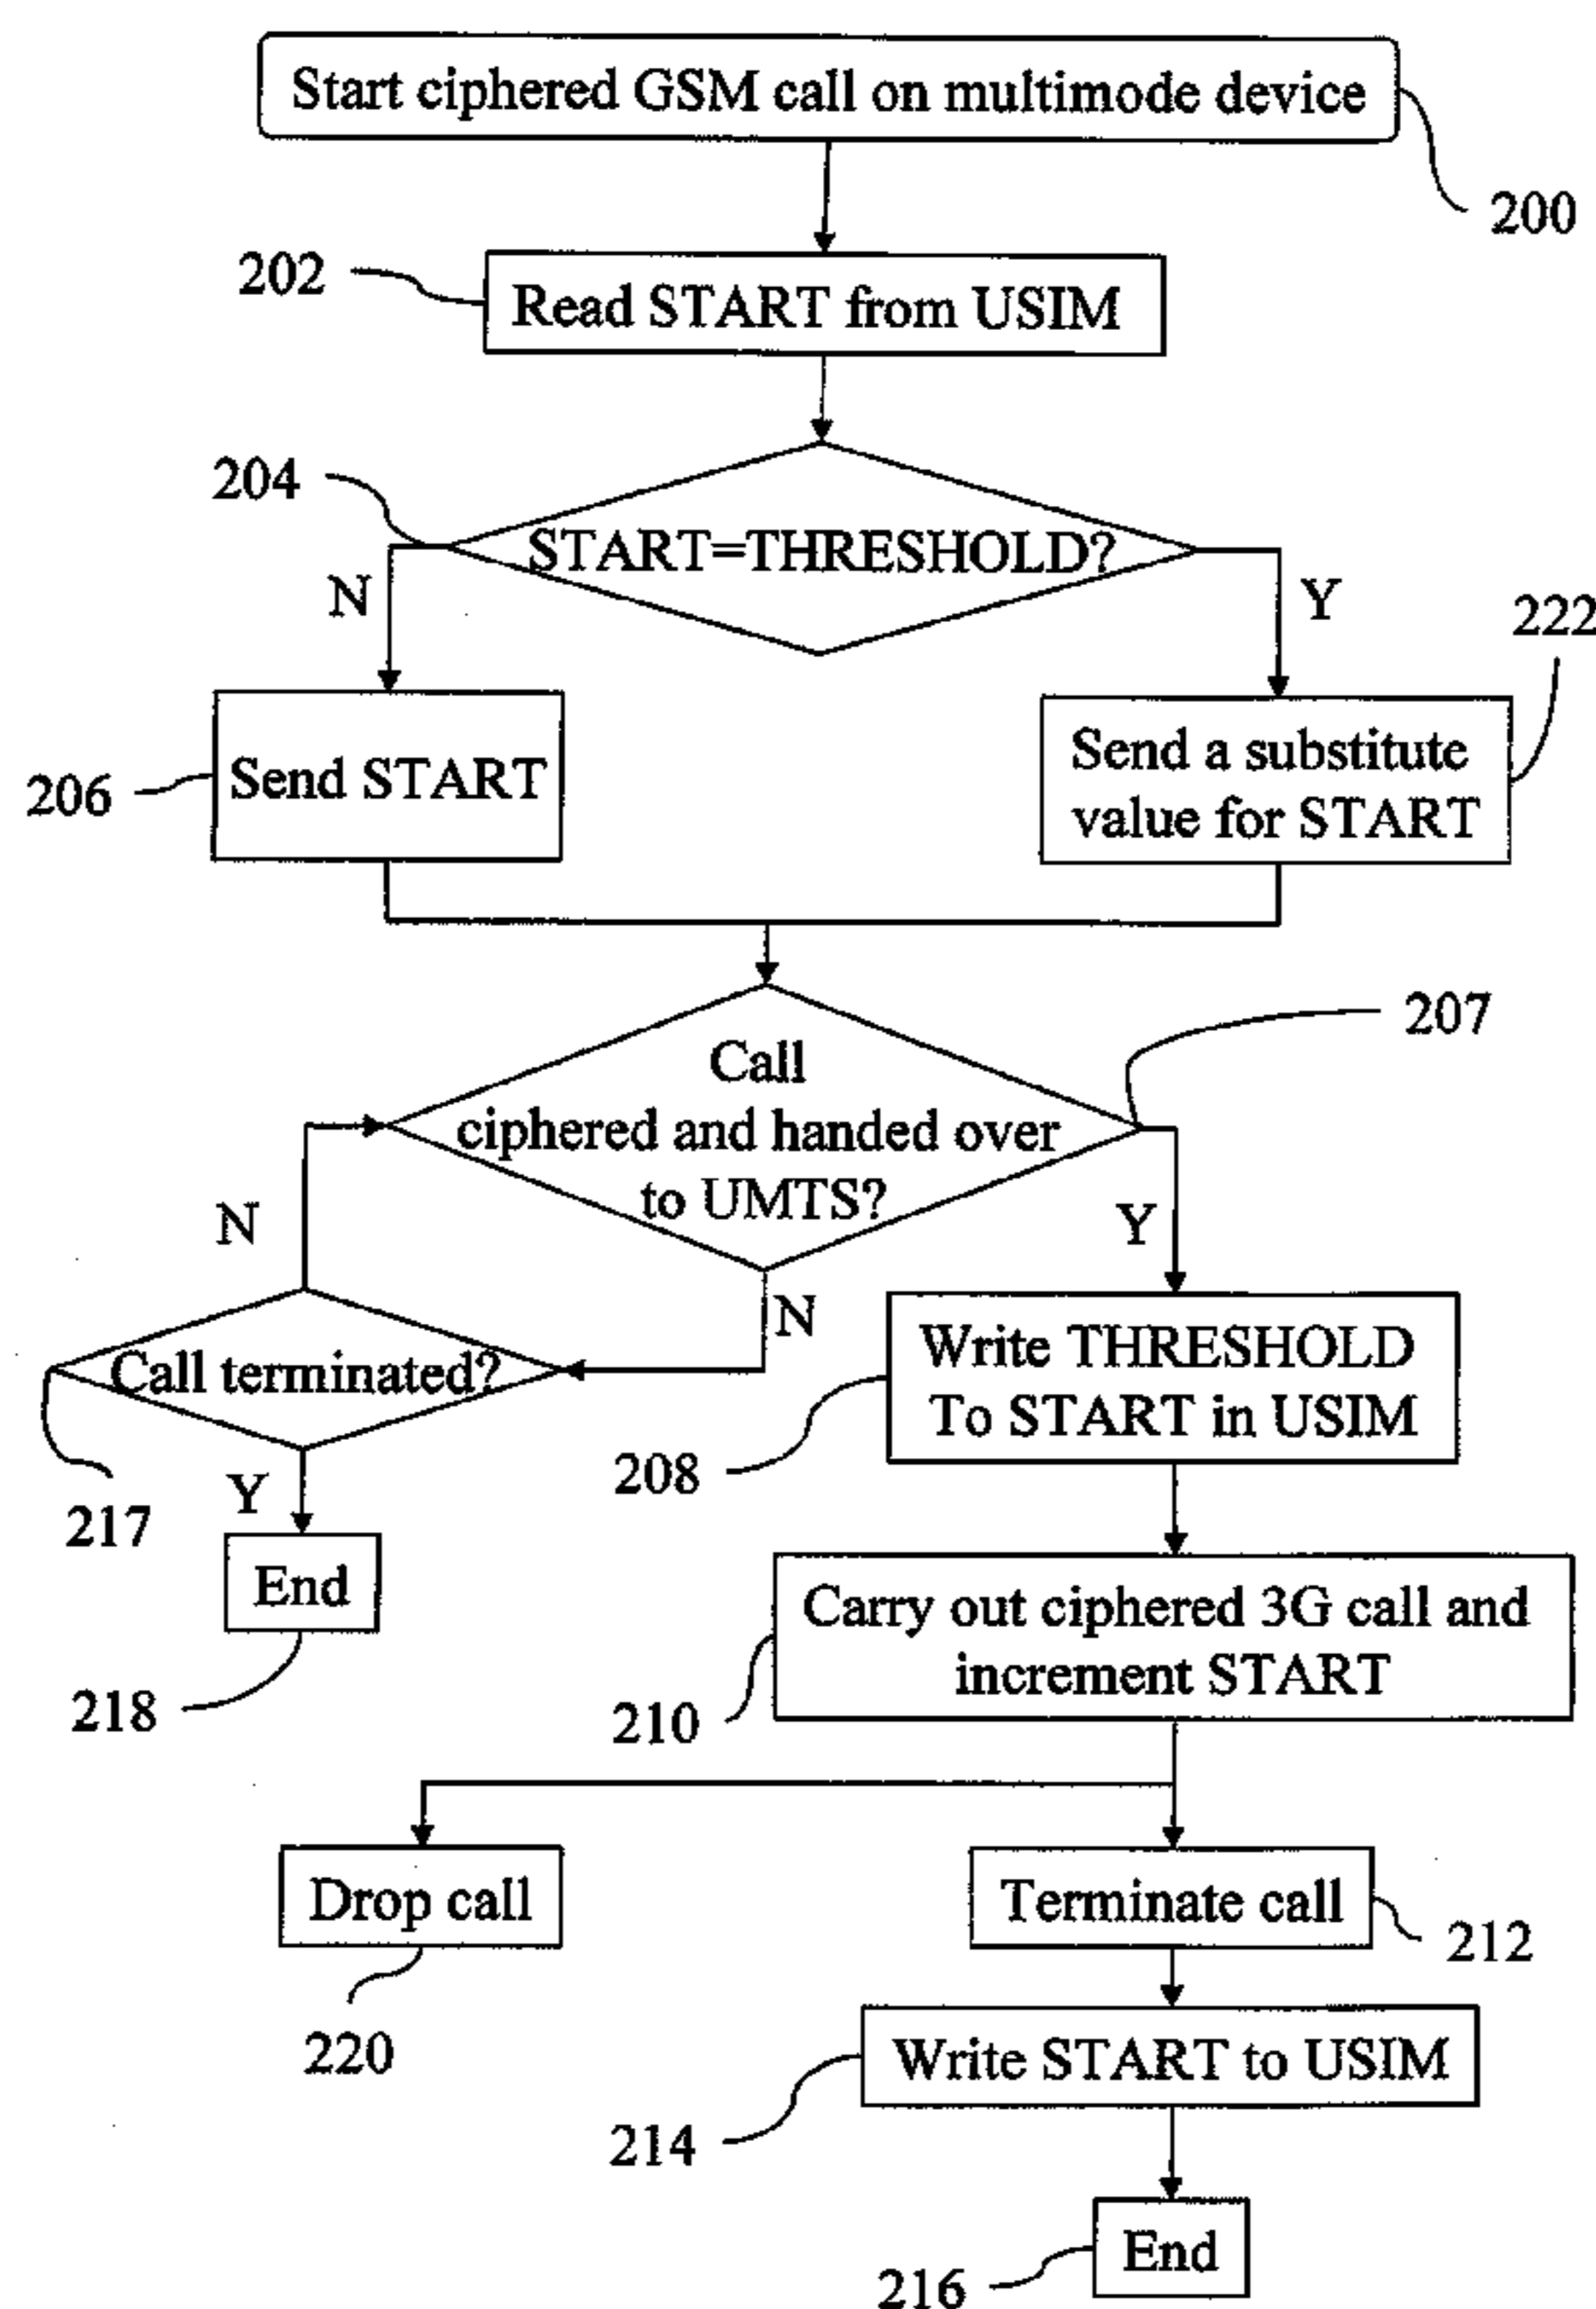 Start ciphered GSM call on multimode device
200
202
Read START from USIM
204
START=THRESHOLD?
N
Y
222
206
Send START
Send a substitute
value for START
207
Call
ciphered and handed over
to UMTS?
N
Y
N
Call terminated?
Write THRESHOLD
To START in USIM
208
217
Y
End
218
Carry out ciphered 3G call and
increment START
210
Drop call
220
Terminate call
212
Write START to USIM
214
End
216